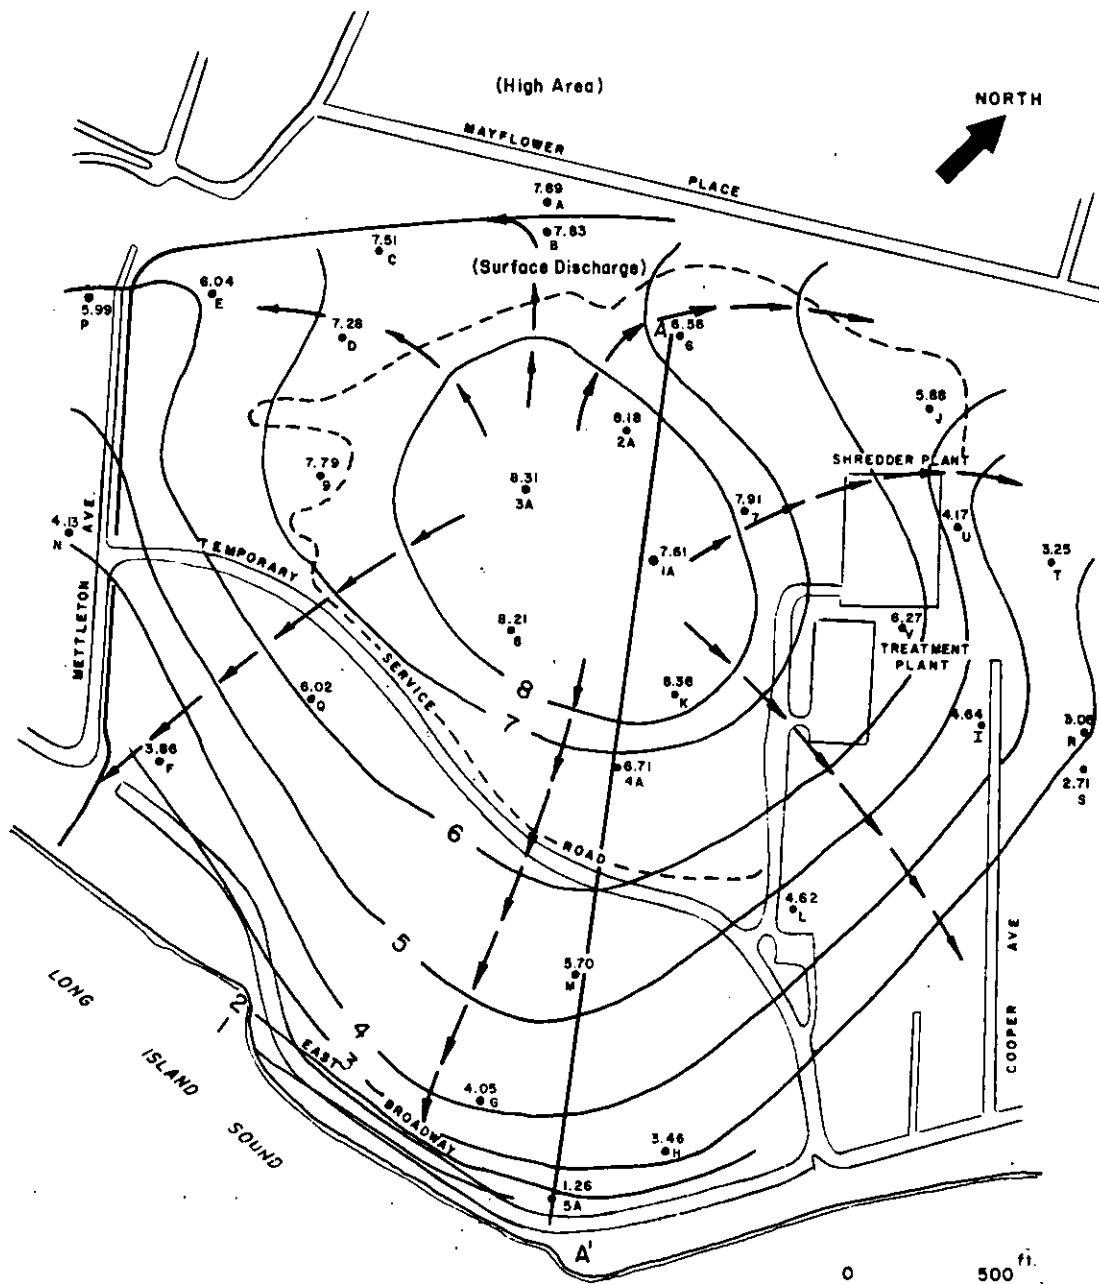 (High Area)
NORTH
MAYFLOWER
PLACE
7.89
A
7.83
B
7.51
C
(Surface Discharge)
6.04
E
5.99
P
7.28
D
A
6.58
6
5.88
J
8.18
2A
SHREDDER PLANT
7.79
9
8.31
3A
7.91
7
4.17
U
4.13
N
METTLETON AVE.
TEMPORARY
7.61
1A
3.25
T
8.21
6
6.27
V
TREATMENT
PLANT
SERVICE
8
8.36
K
7
6.02
Q
4.64
I
3.08
R
3.86
F
6.71
4A
2.71
S
6
ROAD
4.62
L
5
COOPER AVE
5.70
M
LONG
ISLAND
SOUND
2
1
4
3
EAST
BROADWAY
4.05
G
3.46
H
1.26
5A
A'
0 500 ft.